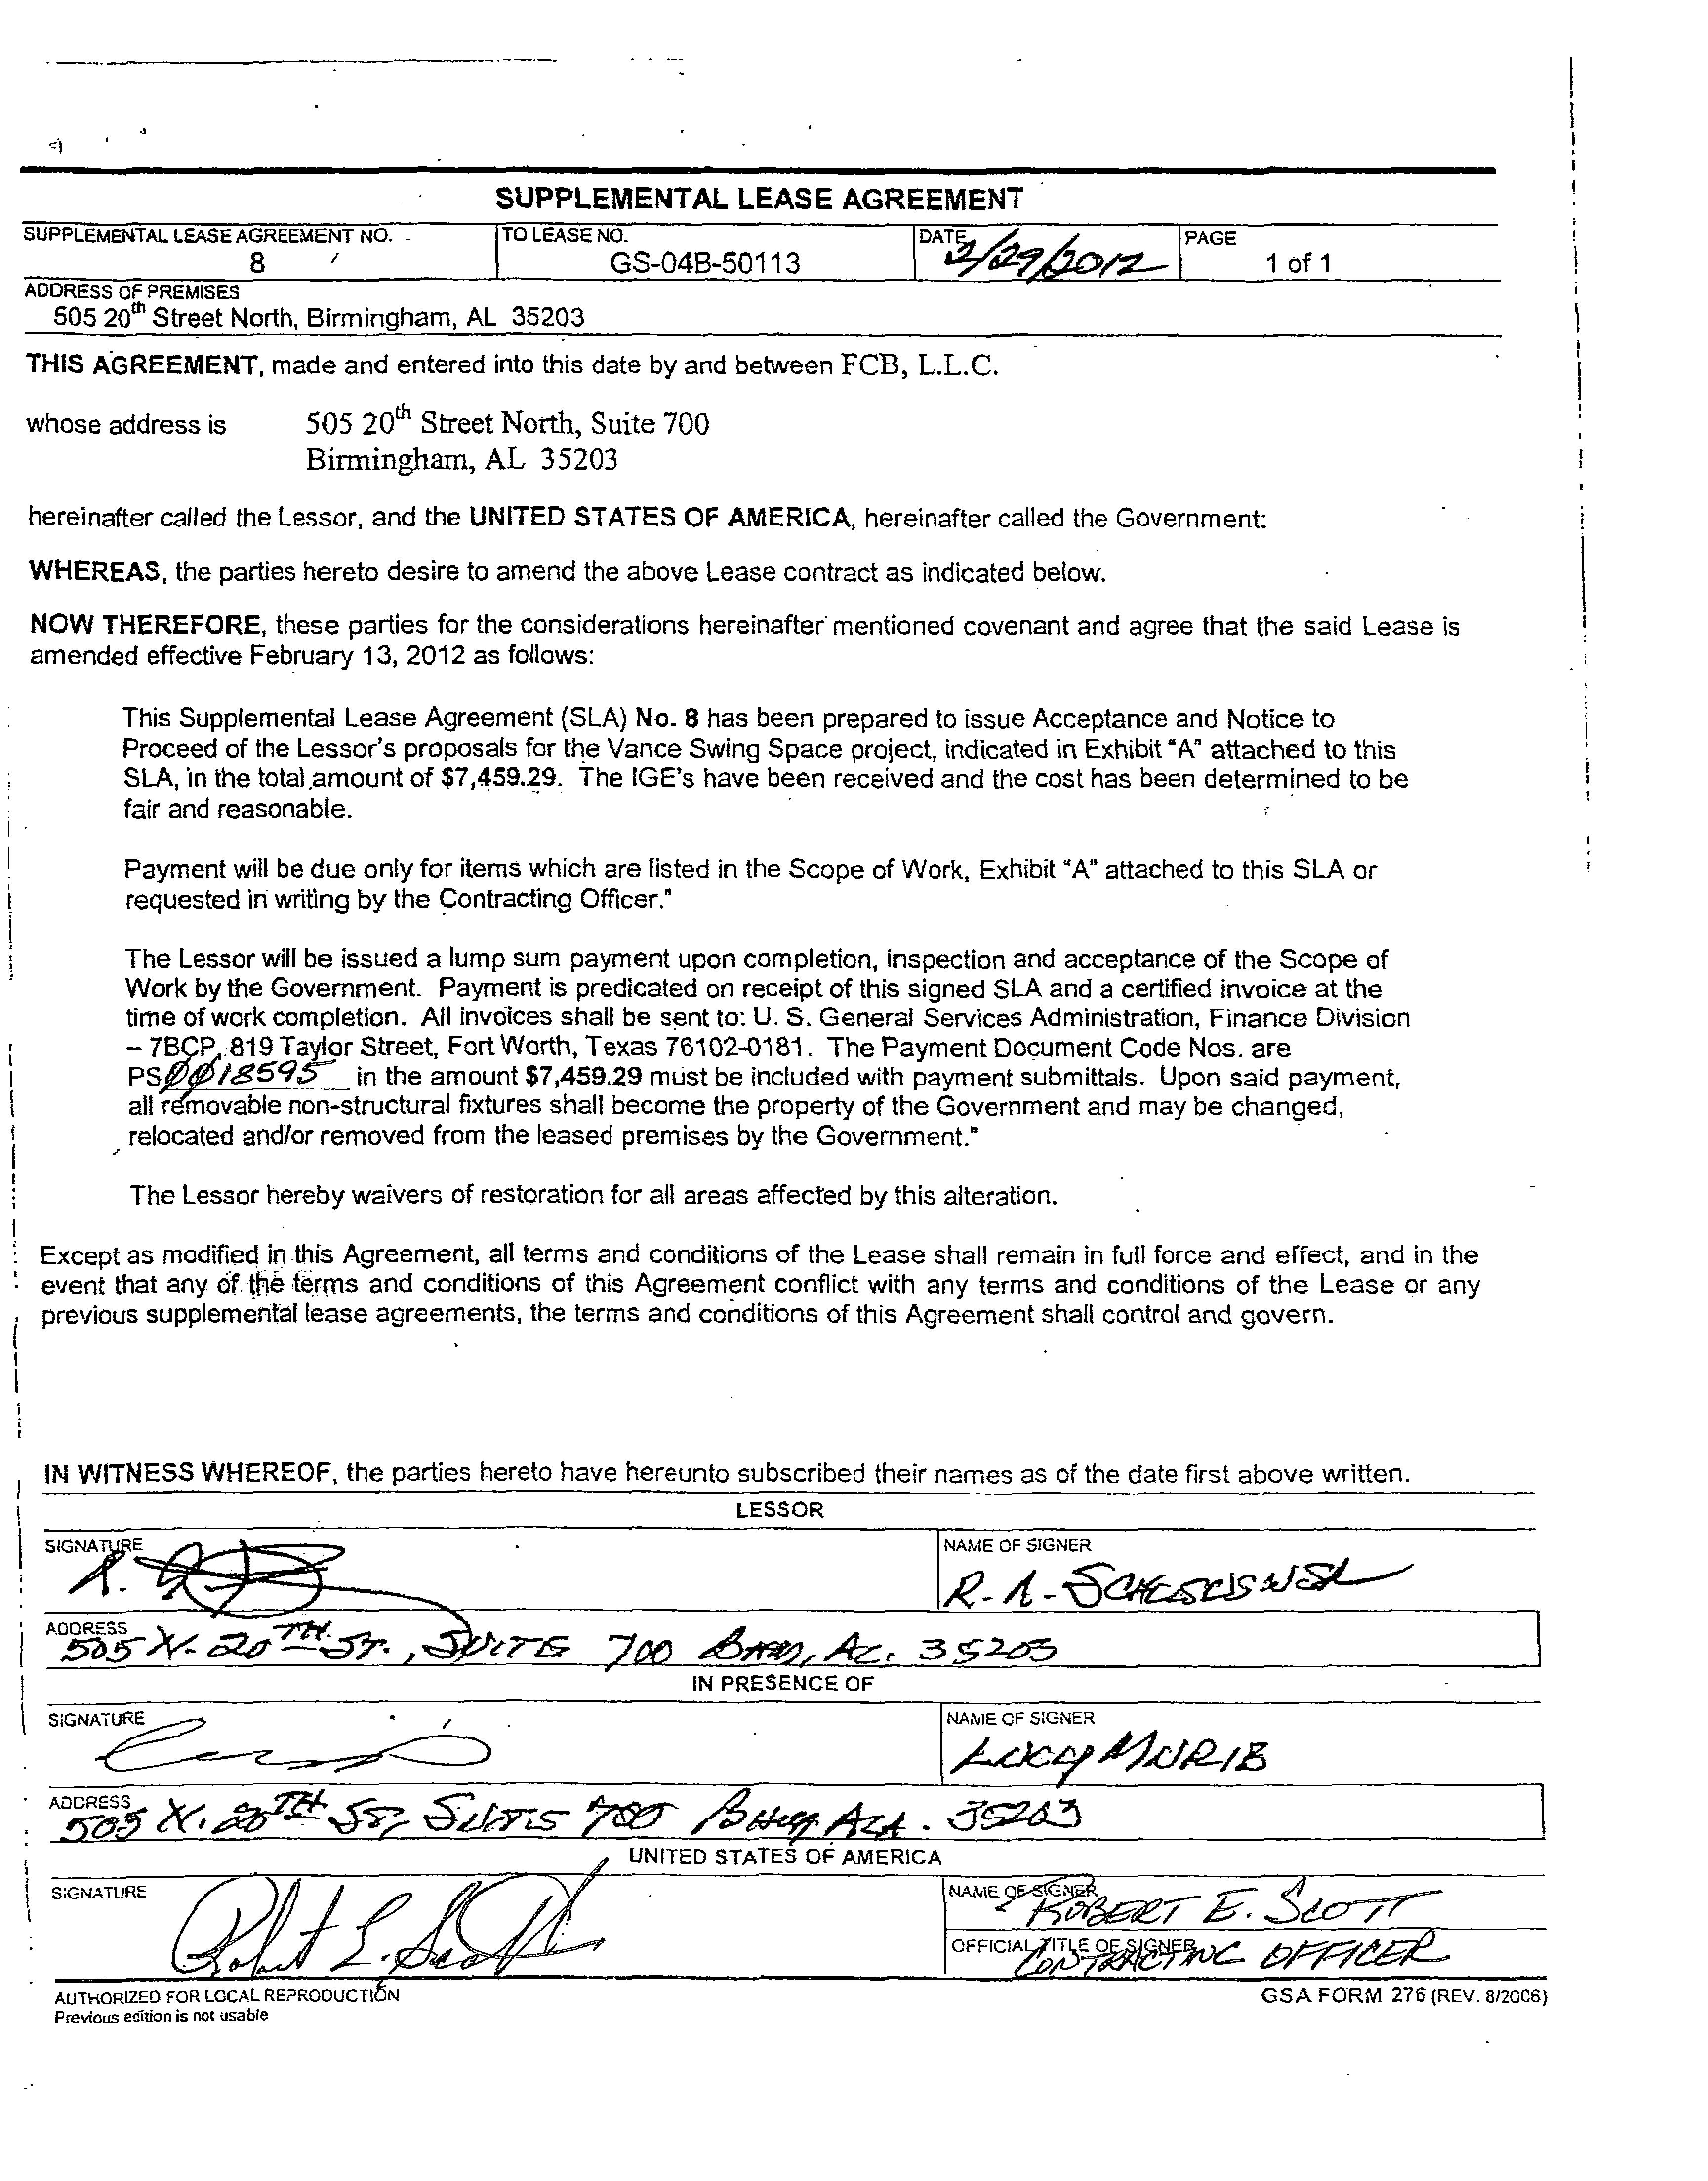 SUPPLEMENTAL LEASE AGREEMENT
SUPPLEMENTAL LEASE AGREEMENT NO.
8
TO LEASE NO.
GS-04B-50113
DATE
2/29/2012
PAGE
1 of 1
ADDRESS OF PREMISES
505 20th Street North, Birmingham, AL 35203
THIS AGREEMENT, made and entered into this date by and between FCB, L.L.C.
whose address is 505 20th Street North, Suite 700
Birmingham, AL 35203
hereinafter called the Lessor, and the UNITED STATES OF AMERICA, hereinafter called the Government:
WHEREAS, the parties hereto desire to amend the above Lease contract as indicated below.
NOW THEREFORE, these parties for the considerations hereinafter mentioned covenant and agree that the said Lease is
amended effective February 13, 2012 as follows:
This Supplemental Lease Agreement (SLA) No. 8 has been prepared to issue Acceptance and Notice to
Proceed of the Lessor's proposals for the Vance Swing Space project, indicated in Exhibit "A" attached to this
SLA, in the total amount of $7,459.29. The IGE's have been received and the cost has been determined to be
fair and reasonable.
Payment will be due only for items which are listed in the Scope of Work, Exhibit "A" attached to this SLA or
requested in writing by the Contracting Officer."
The Lessor will be issued a lump sum payment upon completion, inspection and acceptance of the Scope of
Work by the Government. Payment is predicated on receipt of this signed SLA and a certified invoice at the
time of work completion. All invoices shall be sent to: U. S. General Services Administration, Finance Division
– 7BCP, 819 Taylor Street, Fort Worth, Texas 76102-0181. The Payment Document Code Nos. are
PS0018595 in the amount $7,459.29 must be included with payment submittals. Upon said payment,
all removable non-structural fixtures shall become the property of the Government and may be changed,
relocated and/or removed from the leased premises by the Government."
The Lessor hereby waivers of restoration for all areas affected by this alteration.
Except as modified in this Agreement, all terms and conditions of the Lease shall remain in full force and effect, and in the
event that any of the terms and conditions of this Agreement conflict with any terms and conditions of the Lease or any
previous supplemental lease agreements, the terms and conditions of this Agreement shall control and govern.
IN WITNESS WHEREOF, the parties hereto have hereunto subscribed their names as of the date first above written.
LESSOR
SIGNATURE
NAME OF SIGNER
R. A.
ADDRESS
505 N. 20TH ST., SUITE 700 35203
IN PRESENCE OF
SIGNATURE
NAME OF SIGNER
ADDRESS
505 N. 20TH ST, SUITE 700 ALA. 35203
UNITED STATES OF AMERICA
SIGNATURE
Robert E. Scott
NAME OF SIGNER
ROBERT E. SCOTT
OFFICIAL TITLE OF SIGNER
CONTRACTING OFFICER
AUTHORIZED FOR LOCAL REPRODUCTION
Previous edition is not usable
GSA FORM 276 (REV. 8/2006)